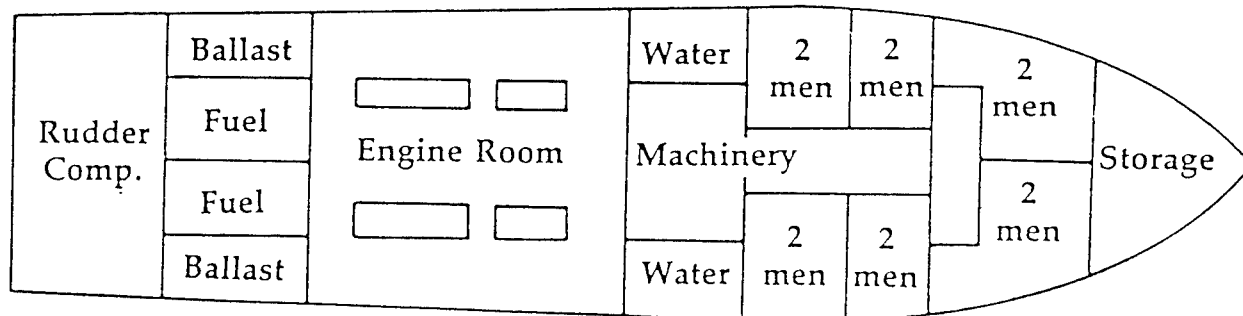 Rudder
Comp.
Ballast
Fuel
Fuel
Ballast
Engine Room
Water
Machinery
Water
2
men
2
men
2
men
2
men
2
men
2
men
Storage